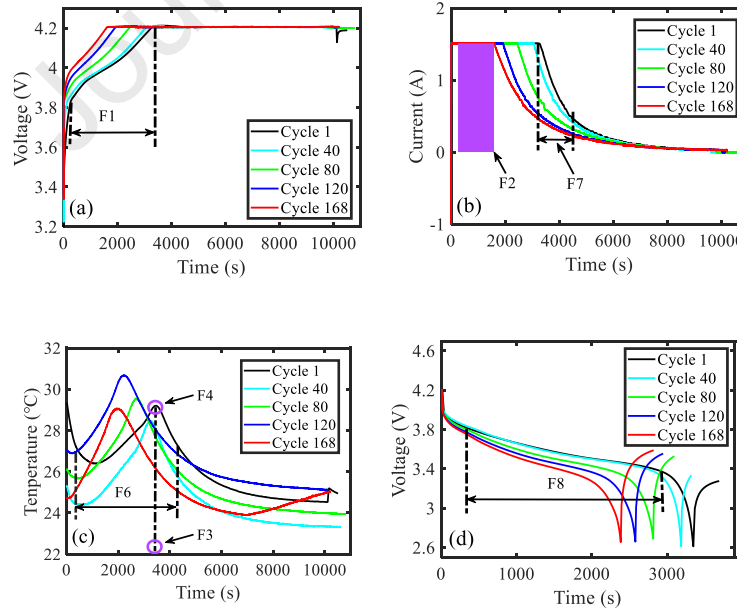 Jour
4.2
4.0
3.8
3.6
3.4
3.2
Voltage (V)
F1
Cycle 1
Cycle 40
Cycle 80
Cycle 120
Cycle 168
(a)
0 2000 4000 6000 8000 10000
Time (s)
2
1
0
-1
Current (A)
Cycle 1
Cycle 40
Cycle 80
Cycle 120
Cycle 168
F2
F7
(b)
0 2000 4000 6000 8000 10000
Time (s)
32
30
28
26
24
22
Tenperature (°C)
Cycle 1
Cycle 40
Cycle 80
Cycle 120
Cycle 168
F4
F6
F3
(c)
0 2000 4000 6000 8000 10000
Time (s)
4.6
4.2
3.8
3.4
3.0
2.6
Voltage (V)
Cycle 1
Cycle 40
Cycle 80
Cycle 120
Cycle 168
F8
(d)
0 1000 2000 3000
Time (s)